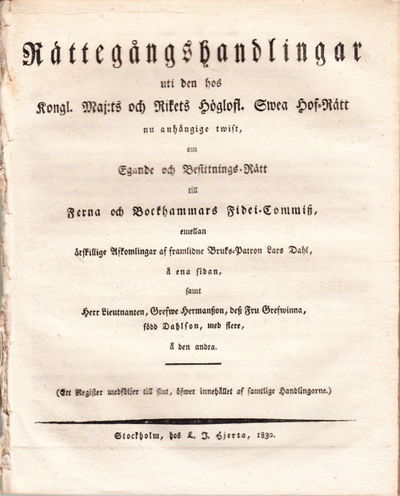 Rättegångshandlingar
uti den hos
Kongl. Maj:ts och Rikets Höglofl. Swea Hof-Rätt
nu anhängige twist,
om
Egande och Besittnings-Rätt
till
Ferna och Bockhammars Fidei-Commiß,
emellan
åtskillige Afkomlingar af framlidne Bruks-Patron Lars Dahl,
å ena sidan,
samt
Herr Lieutnanten, Grefwe Hermanßon, deß Fru Grefwinna,
född Dahlson, med flere,
å den andra.
(Ett Register medföljer till slut, öfwer innehållet af samtlige Handlingarne.)
Stockholm, hos L. J. Hjerta, 1830.